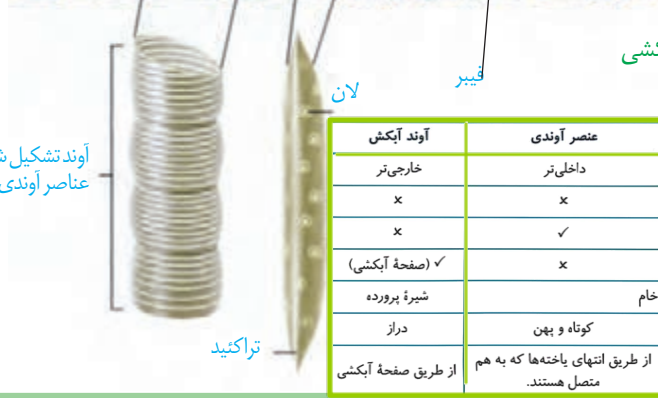 کشی
فیبر
لان
آوند تشکیل
عناصر آوندی
تراکئید
عنصر آوندی	آوند آبکش
داخلی‌تر	خارجی‌تر
×	×
✓	×
×	✓ (صفحهٔ آبکشی)
خام	شیرهٔ پرورده
کوتاه و پهن	دراز
از طریق انتهای یاخته‌ها که به هم متصل هستند.	از طریق صفحهٔ آبکشی